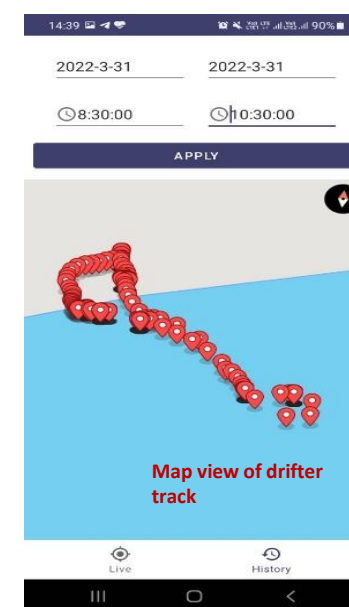 14:39 90%
2022-3-31 2022-3-31
8:30:00 10:30:00
APPLY
Map view of drifter
track
Live History